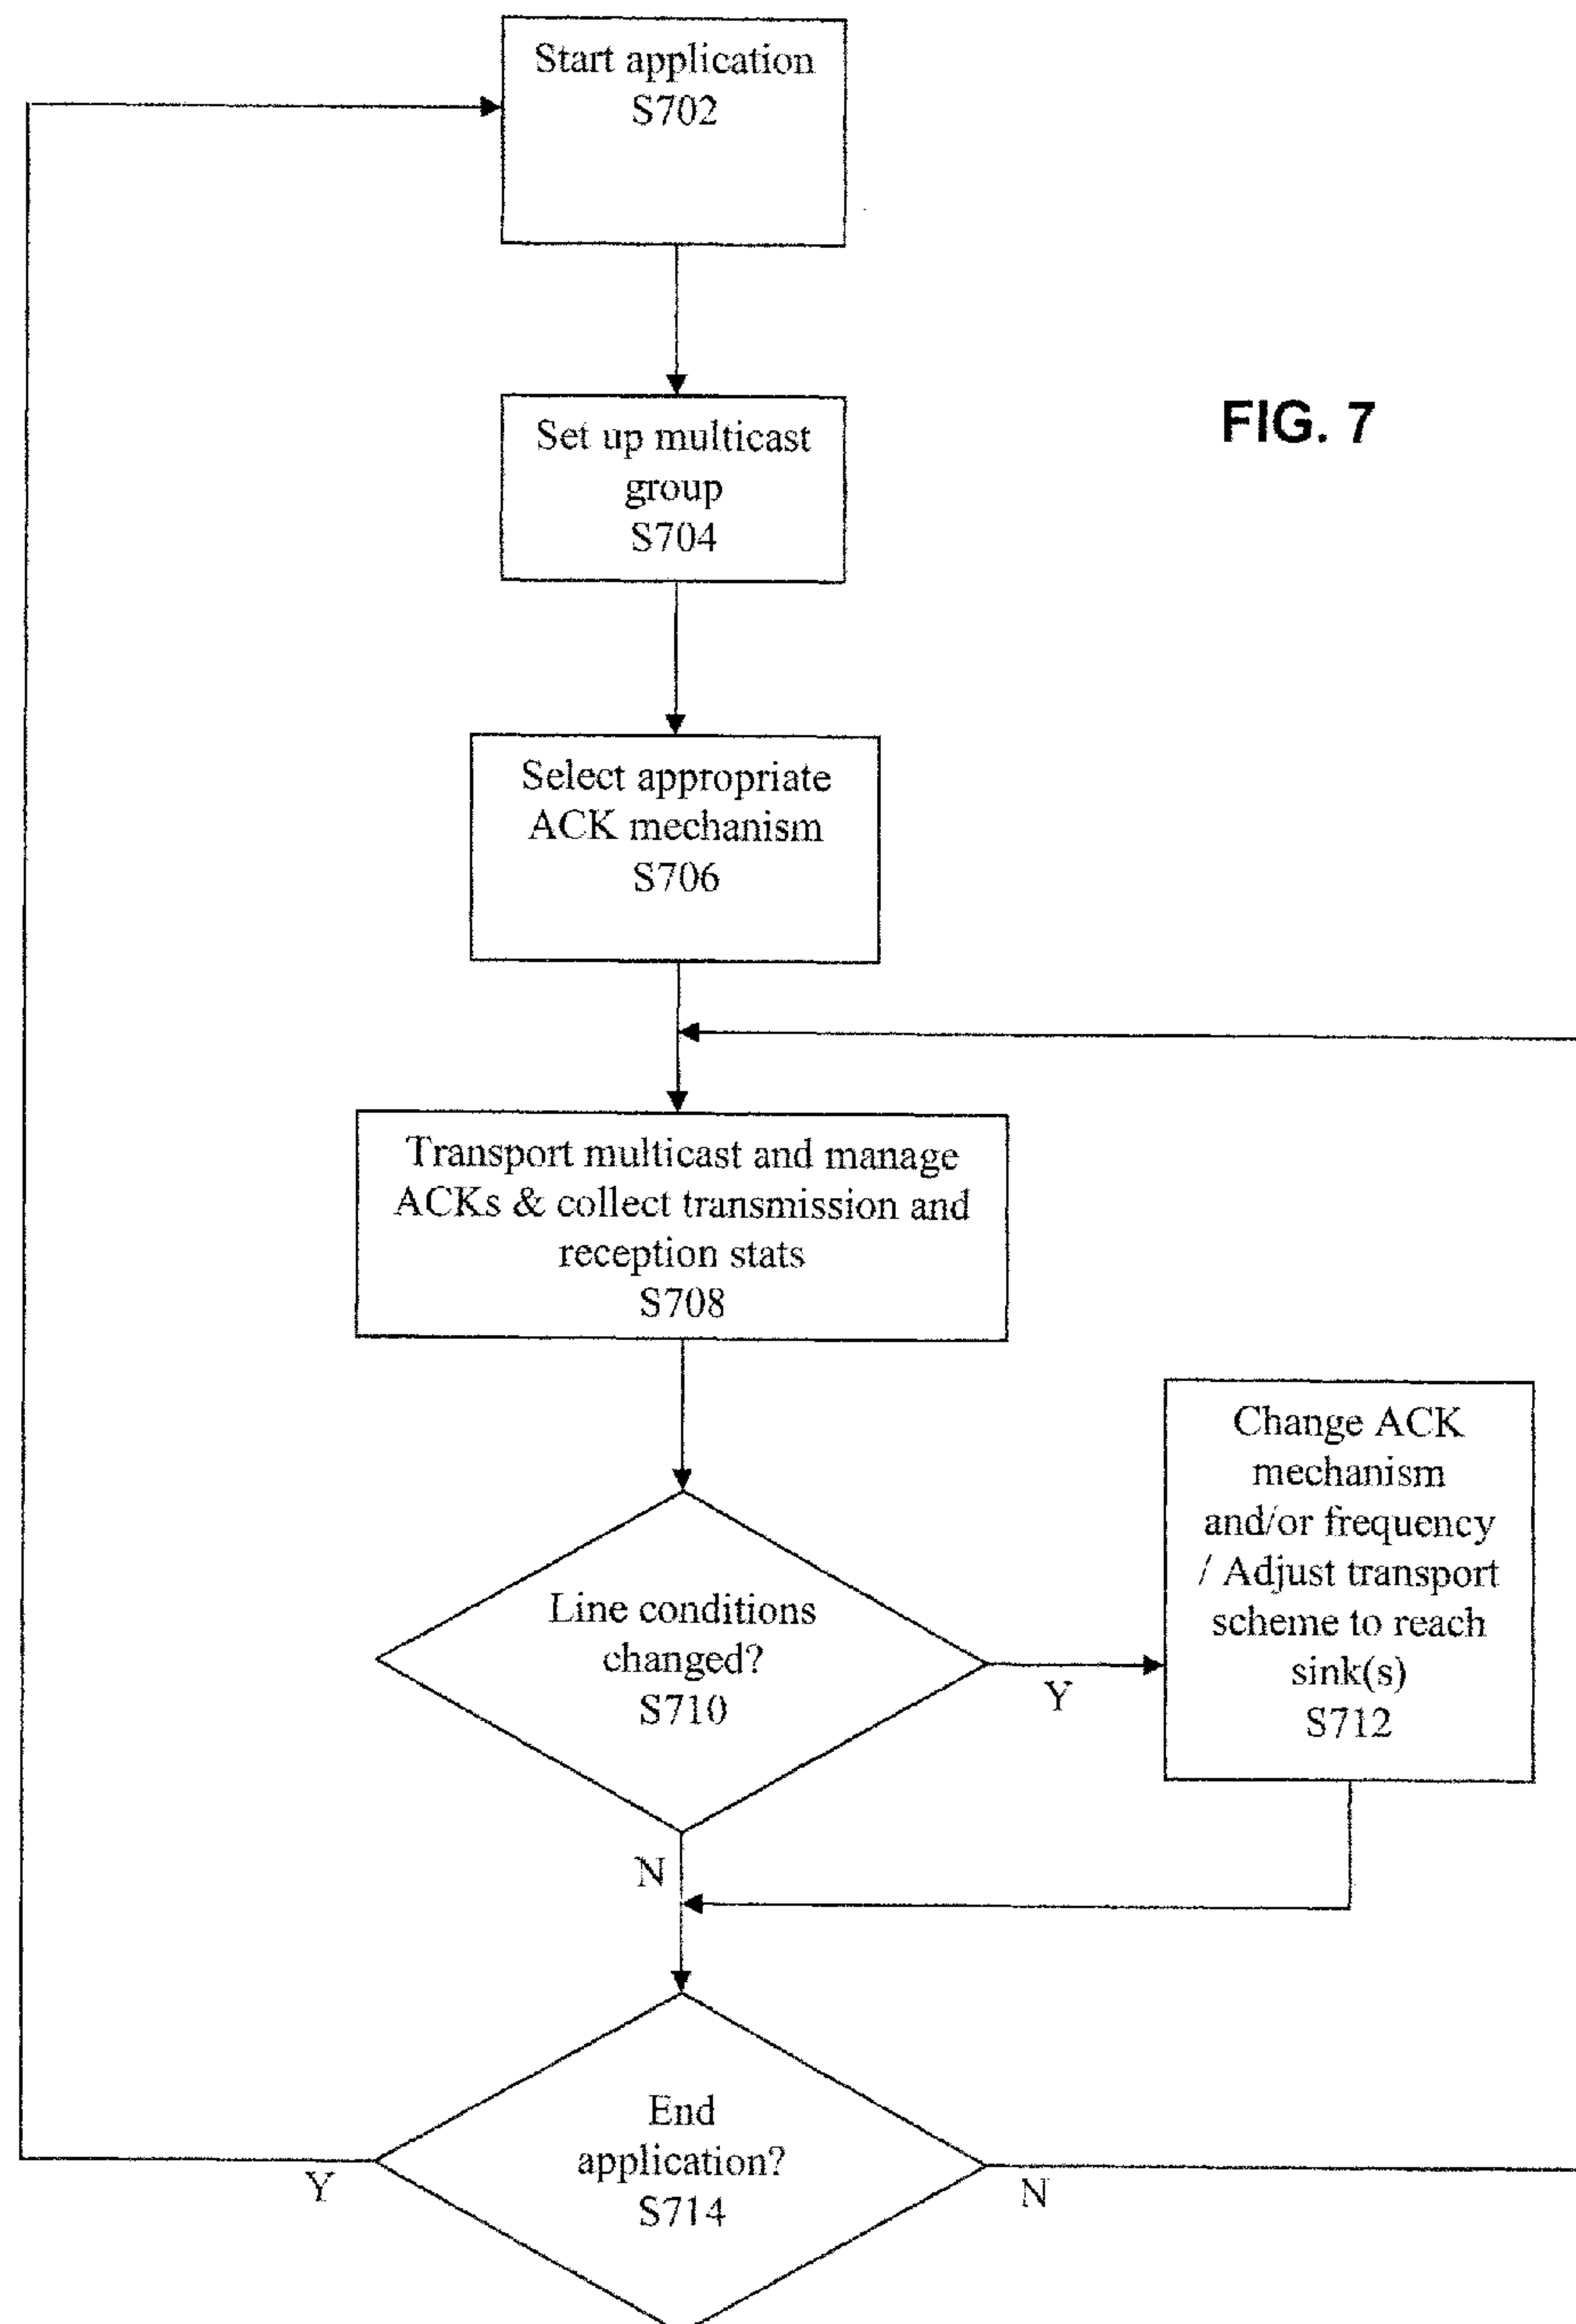 Start application
S702
FIG. 7
Set up multicast
group
S704
Select appropriate
ACK mechanism
S706
Transport multicast and manage
ACKs & collect transmission and
reception stats
S708
Change ACK
mechanism
and/or frequency
/ Adjust transport
scheme to reach
sink(s)
S712
Line conditions
changed?
S710
Y
N
End
application?
S714
Y
N